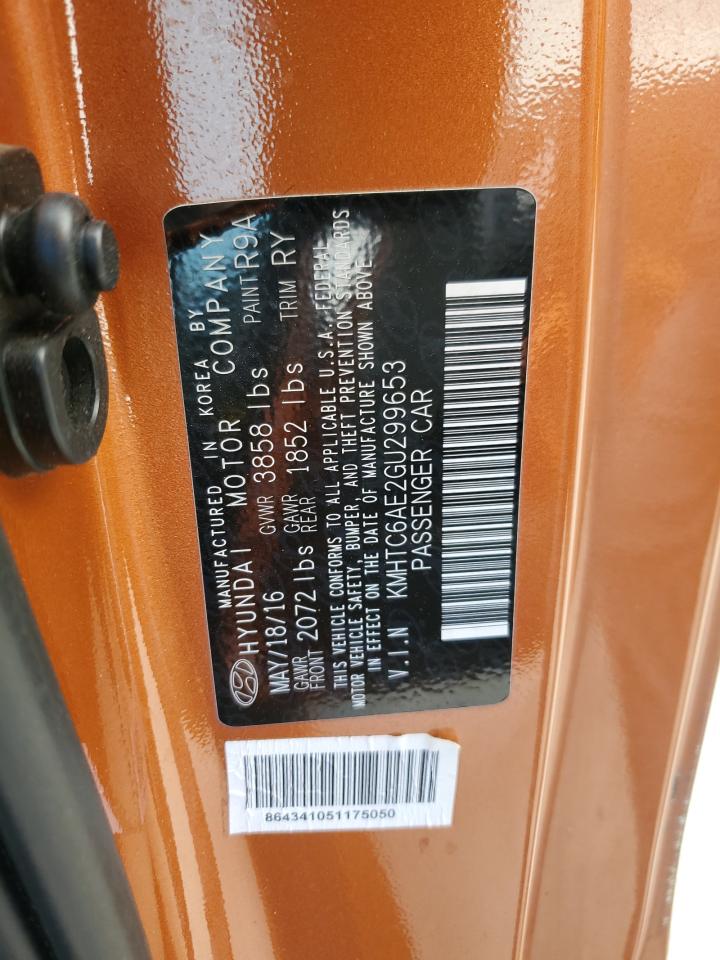 MANUFACTURED IN KOREA BY
HYUNDAI MOTOR COMPANY
MAY/18/16 GVWR 3858 lbs PAINT R9A
GAWR FRONT 2072 lbs GAWR REAR 1852 lbs TRIM RY
THIS VEHICLE CONFORMS TO ALL APPLICABLE U.S.A. FEDERAL
MOTOR VEHICLE SAFETY, BUMPER, AND THEFT PREVENTION STANDARDS
IN EFFECT ON THE DATE OF MANUFACTURE SHOWN ABOVE.
V.I.N KMHTC6AE2GU299653
PASSENGER CAR
864341051175050